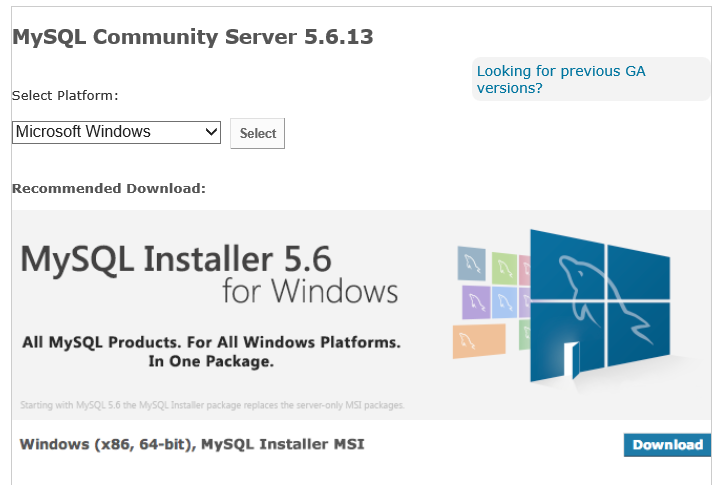 MySQL Community Server 5.6.13
Looking for previous GA
versions?
Select Platform:
Microsoft Windows
Select
Recommended Download:
MySQL Installer 5.6
for Windows
All MySQL Products. For All Windows Platforms.
In One Package.
Starting with MySQL 5.6 the MySQL Installer package replaces the server-only MSI packages.
Windows (x86, 64-bit), MySQL Installer MSI
Download